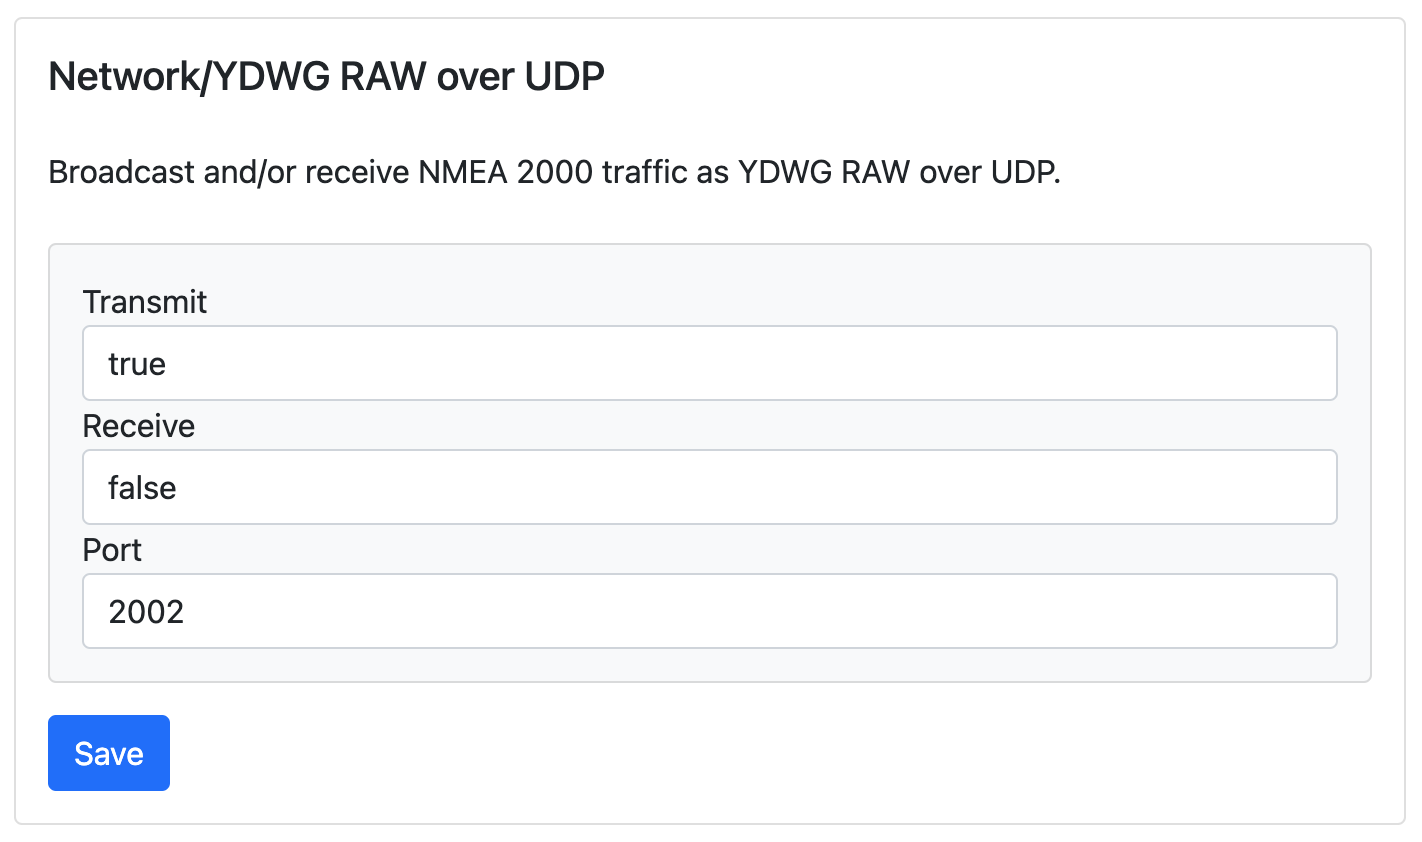 Network/YDWG RAW over UDP
Broadcast and/or receive NMEA 2000 traffic as YDWG RAW over UDP.
Transmit
true
Receive
false
Port
2002
Save